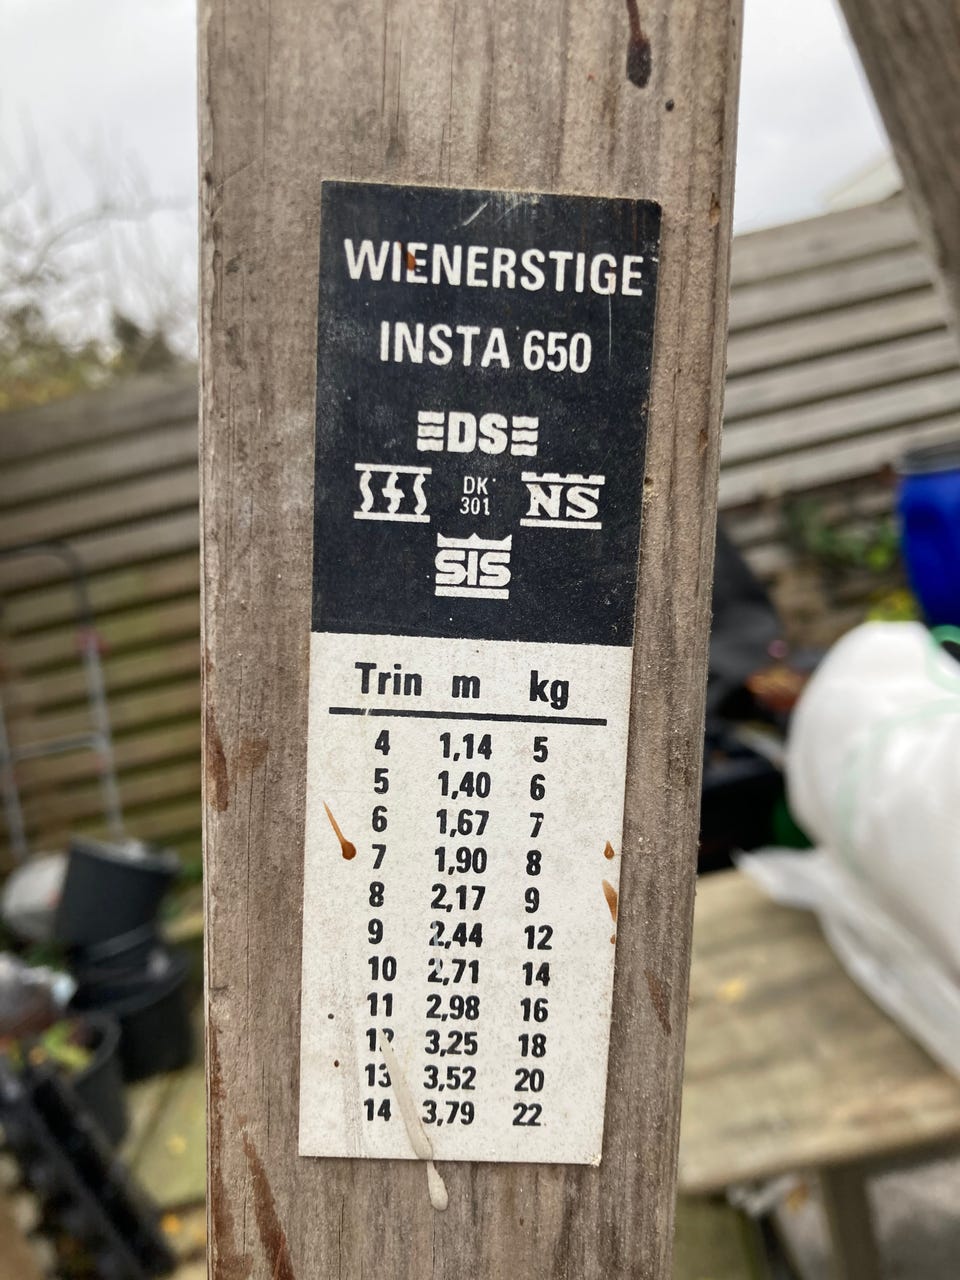 WIENERSTIGE
INSTA 650
DS
SFS DK NS
301
SIS
Trin m kg
4 1,14 5
5 1,40 6
6 1,67 7
7 1,90 8
8 2,17 9
9 2,44 12
10 2,71 14
11 2,98 16
12 3,25 18
13 3,52 20
14 3,79 22